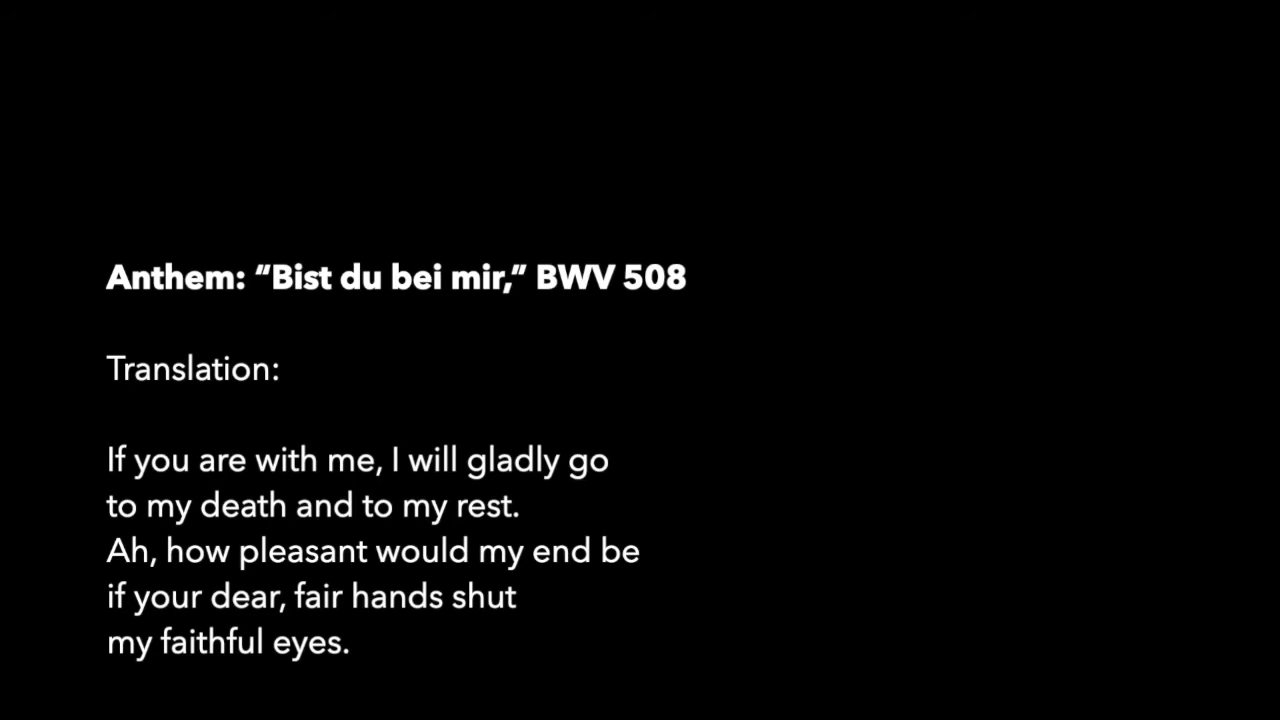 Anthem: “Bist du bei mir,” BWV 508
Translation:
If you are with me, I will gladly go
to my death and to my rest.
Ah, how pleasant would my end be
if your dear, fair hands shut
my faithful eyes.